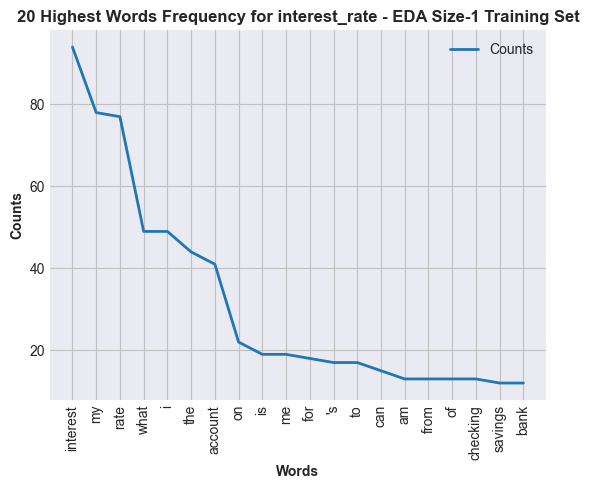 20 Highest Words Frequency for interest_rate - EDA Size-1 Training Set
Counts
Counts
80
60
40
20
interest
my
rate
what
i
the
account
on
is
me
for
's
to
can
am
from
of
checking
savings
bank
Words